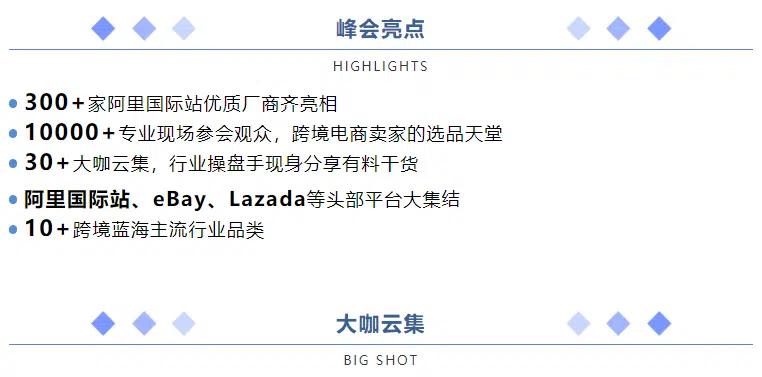 峰会亮点
HIGHLIGHTS
300+家阿里国际站优质厂商齐亮相
10000+专业现场参会观众，跨境电商卖家的选品天堂
30+大咖云集，行业操盘手现身分享有料干货
阿里国际站、eBay、Lazada等头部平台大集结
10+跨境蓝海主流行业品类
大咖云集
BIG SHOT